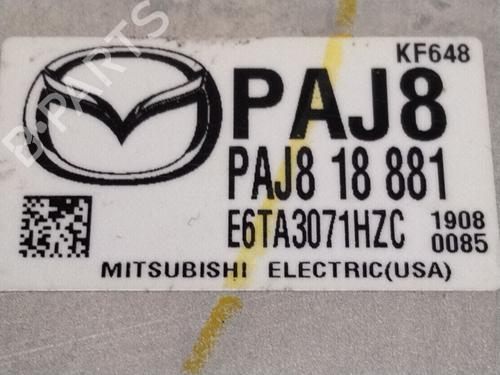 KF648
PAJ8
PAJ8 18 881
E6TA3071HZC 1908
0085
MITSUBISHI ELECTRIC(USA)
B-PARTS